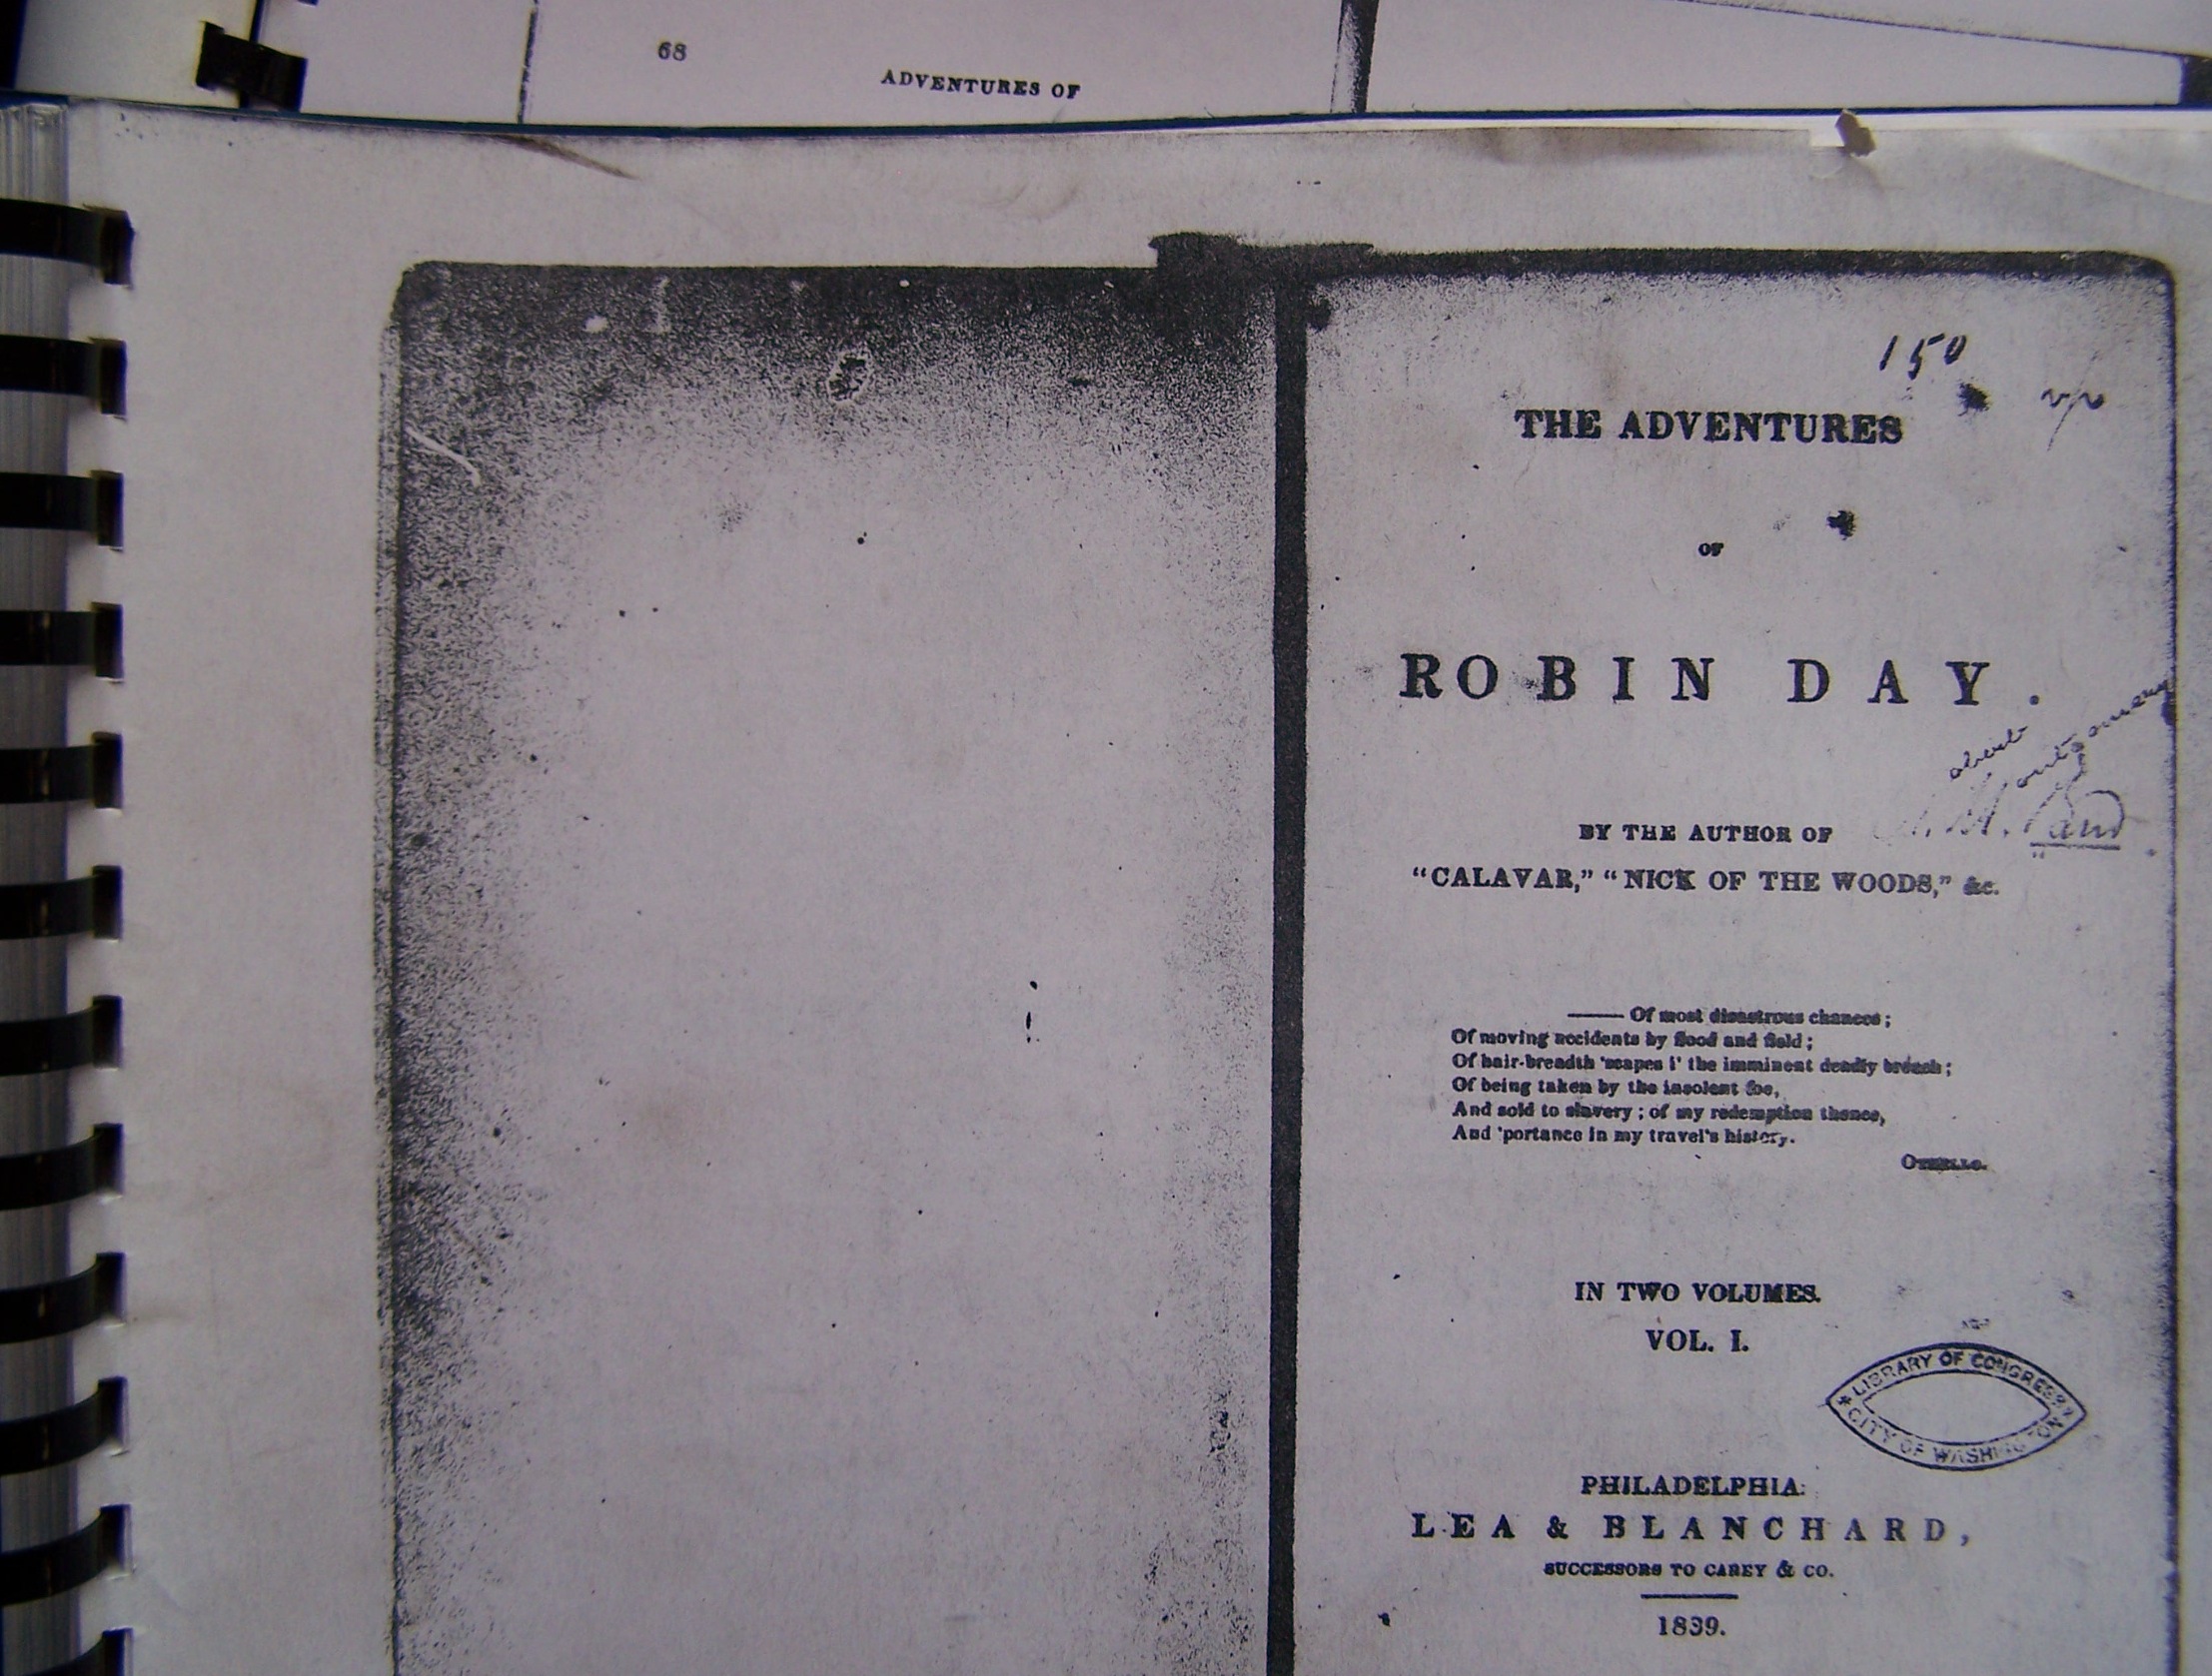 68
ADVENTURES OF
150
THE ADVENTURES
OF
ROBIN DAY.
Robert
Montgomery
Bird
BY THE AUTHOR OF
"CALAVAR," "NICK OF THE WOODS," &c.
—— Of most disastrous chances;
Of moving accidents by flood and field;
Of hair-breadth 'scapes i' the imminent deadly breach;
Of being taken by the insolent foe,
And sold to slavery; of my redemption thence,
And 'portance in my travel's history.
OTHELLO.
IN TWO VOLUMES.
VOL. I.
LIBRARY OF CONGRESS
CITY OF WASHINGTON
PHILADELPHIA:
LEA & BLANCHARD,
SUCCESSORS TO CAREY & CO.
1839.